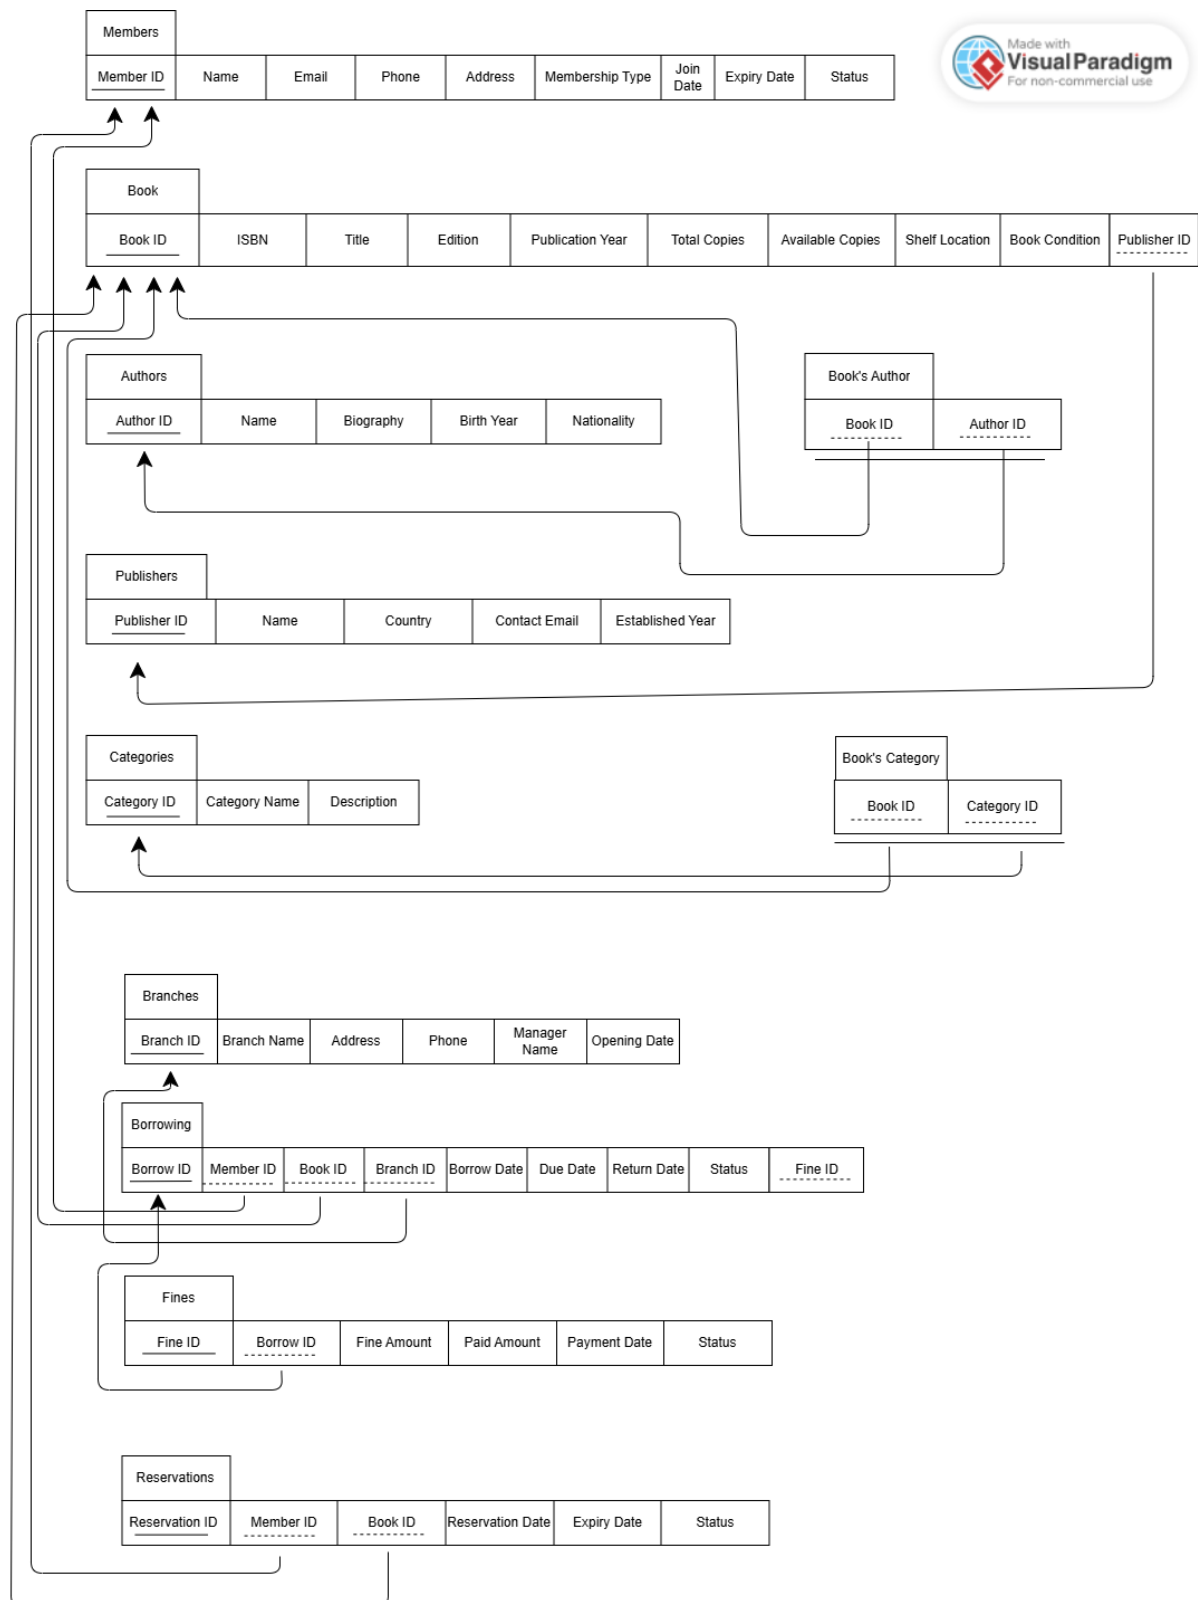 Members
Made with
Visual Paradigm
For non-commercial use
Member ID Name Email Phone Address Membership Type Join Date Expiry Date Status
Book
Book ID ISBN Title Edition Publication Year Total Copies Available Copies Shelf Location Book Condition Publisher ID
Authors
Author ID Name Biography Birth Year Nationality
Book's Author
Book ID Author ID
Publishers
Publisher ID Name Country Contact Email Established Year
Categories
Category ID Category Name Description
Book's Category
Book ID Category ID
Branches
Branch ID Branch Name Address Phone Manager Name Opening Date
Borrowing
Borrow ID Member ID Book ID Branch ID Borrow Date Due Date Return Date Status Fine ID
Fines
Fine ID Borrow ID Fine Amount Paid Amount Payment Date Status
Reservations
Reservation ID Member ID Book ID Reservation Date Expiry Date Status